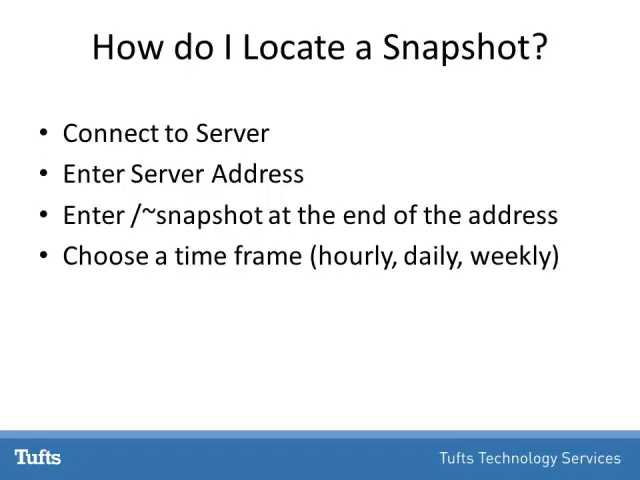 How do I Locate a Snapshot?
• Connect to Server
• Enter Server Address
• Enter /~snapshot at the end of the address
• Choose a time frame (hourly, daily, weekly)
Tufts
Tufts Technology Services